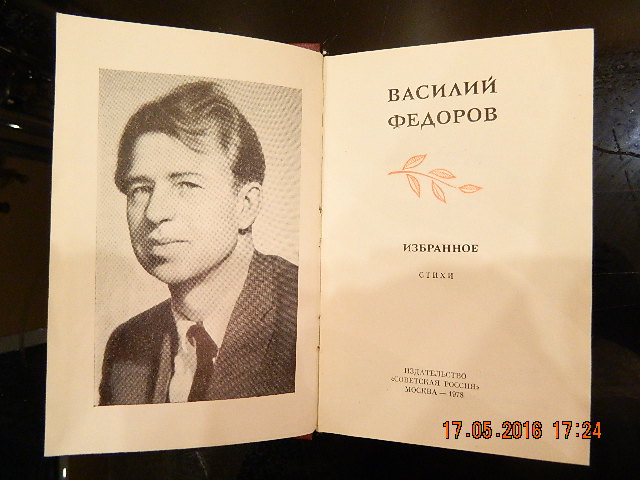 ВАСИЛИЙ
ФЕДОРОВ
ИЗБРАННОЕ
СТИХИ
ИЗДАТЕЛЬСТВО
«СОВЕТСКАЯ РОССИЯ»
МОСКВА — 1978
17.05.2016 17:24